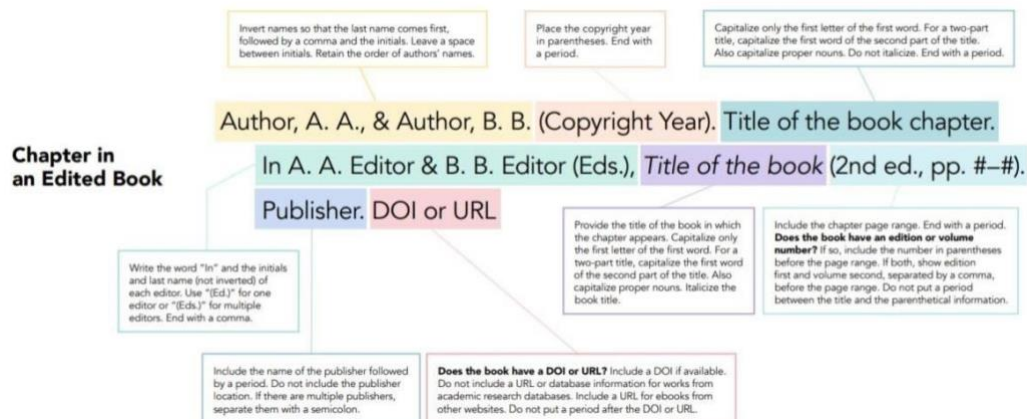 Invert names so that the last name comes first,
followed by a comma and the initials. Leave a space
between initials. Retain the order of authors' names.
Place the copyright year
in parentheses. End with
a period.
Capitalize only the first letter of the first word. For a two-part
title, capitalize the first word of the second part of the title.
Also capitalize proper nouns. Do not italicize. End with a period.
Chapter in
an Edited Book
Author, A. A., & Author, B. B. (Copyright Year). Title of the book chapter.
In A. A. Editor & B. B. Editor (Eds.), Title of the book (2nd ed., pp. #–#).
Publisher. DOI or URL
Write the word "In" and the initials
and last name (not inverted) of
each editor. Use "(Ed.)" for one
editor or "(Eds.)" for multiple
editors. End with a comma.
Provide the title of the book in which
the chapter appears. Capitalize only
the first letter of the first word. For a
two-part title, capitalize the first word
of the second part of the title. Also
capitalize proper nouns. Italicize the
book title.
Include the chapter page range. End with a period.
Does the book have an edition or volume
number? If so, include the number in parentheses
before the page range. If both, show edition
first and volume second, separated by a comma,
before the page range. Do not put a period
between the title and the parenthetical information.
Include the name of the publisher followed
by a period. Do not include the publisher
location. If there are multiple publishers,
separate them with a semicolon.
Does the book have a DOI or URL? Include a DOI if available.
Do not include a URL or database information for works from
academic research databases. Include a URL for ebooks from
other websites. Do not put a period after the DOI or URL.